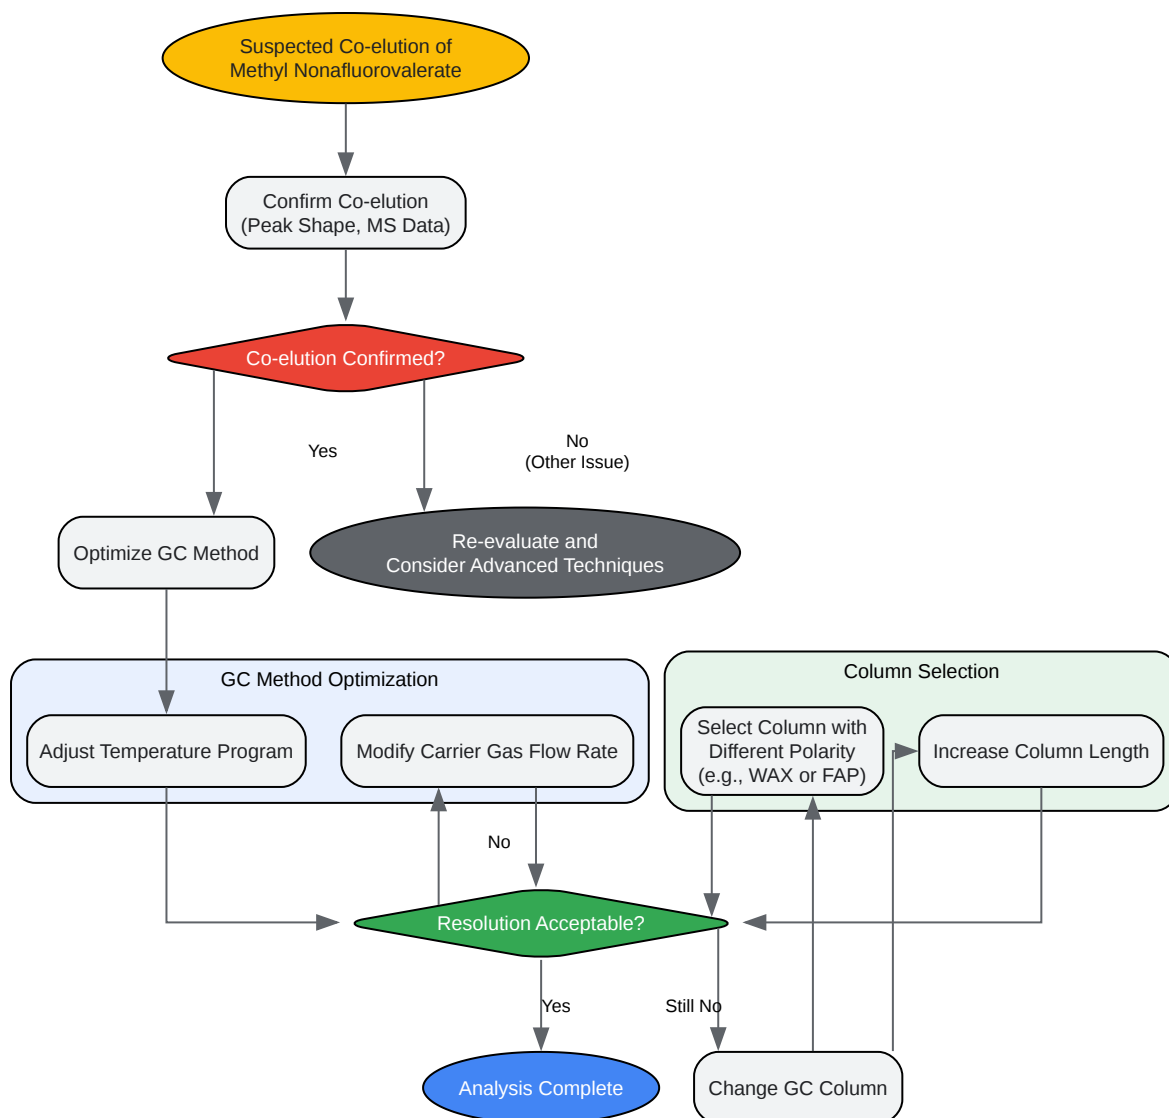 Suspected Co-elution of
Methyl Nonafluorovalerate
Confirm Co-elution
(Peak Shape, MS Data)
Co-elution Confirmed?
Yes
No
(Other Issue)
Optimize GC Method
Re-evaluate and
Consider Advanced Techniques
GC Method Optimization
Adjust Temperature Program
Modify Carrier Gas Flow Rate
Column Selection
Select Column with
Different Polarity
(e.g., WAX or FAP)
Increase Column Length
No
Resolution Acceptable?
Yes
Still No
Analysis Complete
Change GC Column